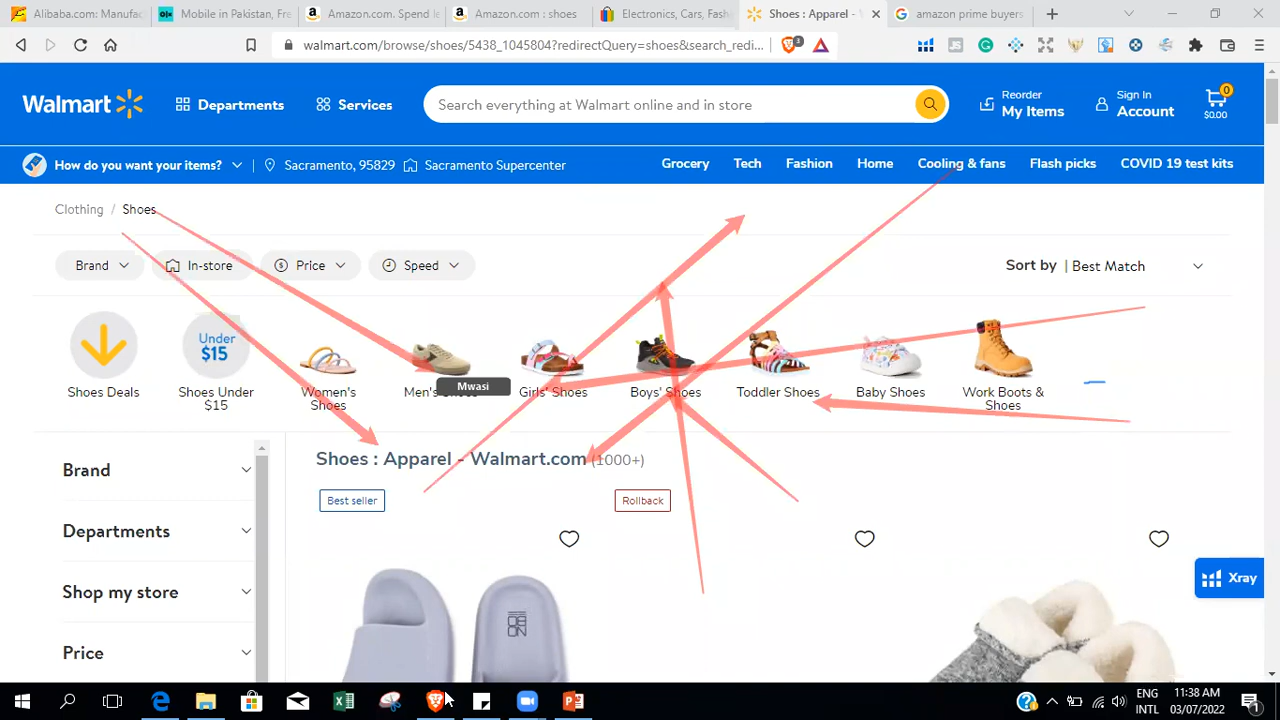 Alibaba.com: Manufac
Mobile in Pakistan, Fre
Amazon.com. Spend le
Amazon.com : shoes
Electronics, Cars, Fash
Shoes : Apparel -
amazon prime buyers
walmart.com/browse/shoes/5438_1045804?redirectQuery=shoes&search_redi...
3
Walmart
Departments
Services
Search everything at Walmart online and in store
Reorder
My Items
Sign In
Account
0
$0.00
How do you want your items?
Sacramento, 95829
Sacramento Supercenter
Grocery
Tech
Fashion
Home
Cooling & fans
Flash picks
COVID 19 test kits
Clothing / Shoes
Brand
In-store
Price
Speed
Sort by | Best Match
Under
$15
Shoes Deals
Shoes Under
$15
Women's
Shoes
Men's Shoes
Mwasi
Girls' Shoes
Boys' Shoes
Toddler Shoes
Baby Shoes
Work Boots &
Shoes
Brand
Departments
Shop my store
Price
Shoes : Apparel - Walmart.com (1000+)
Best seller
Rollback
Xray
ENG
INTL
11:38 AM
03/07/2022
1